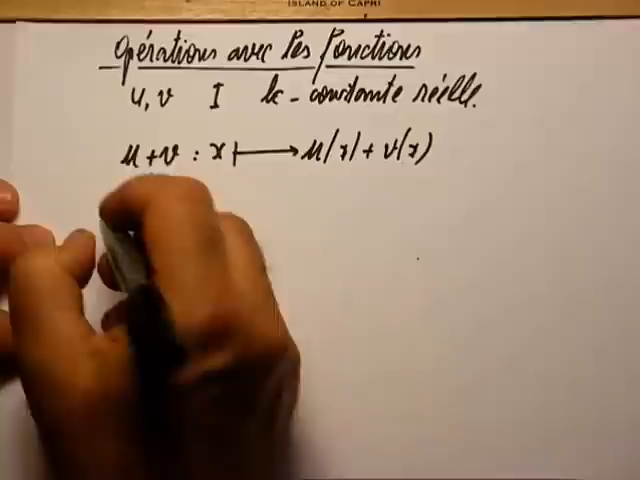 ISLAND OF CAPRI
Opérations avec les fonctions
u, v I k - constante réelle.
u + v : x ⟼ u(x) + v(x)